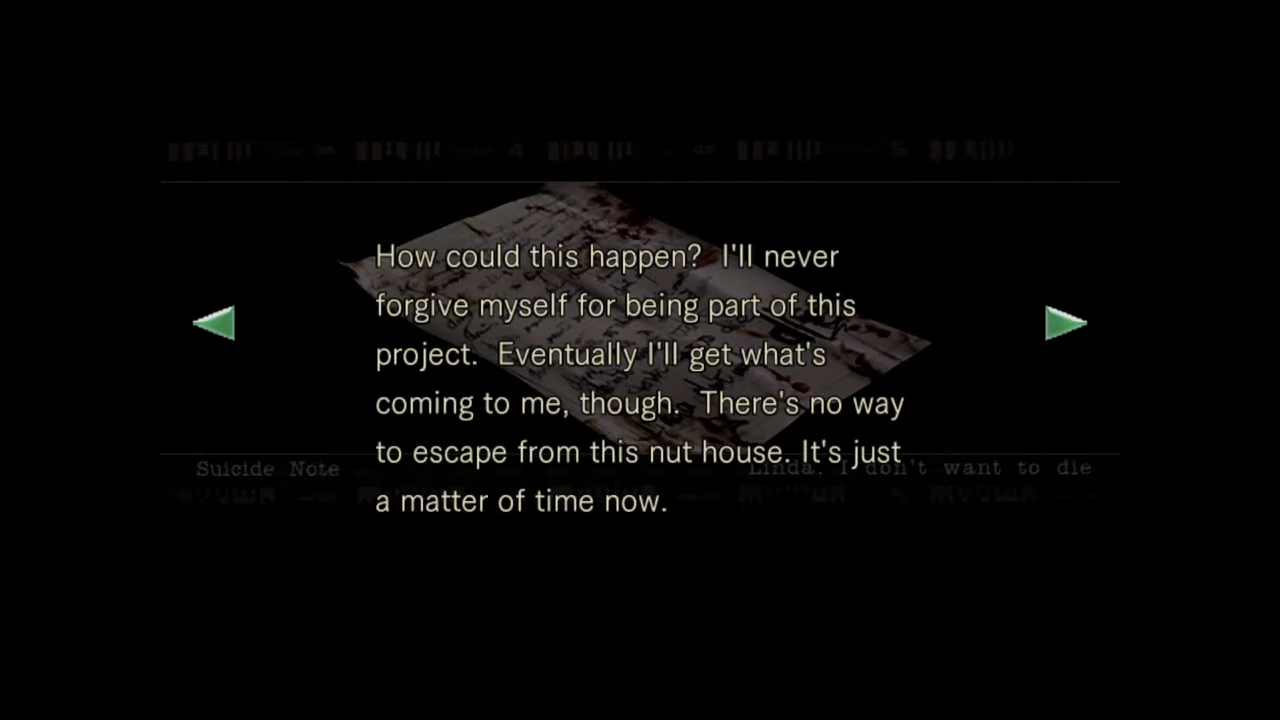 How could this happen?  I'll never
forgive myself for being part of this
project.  Eventually I'll get what's
coming to me, though.  There's no way
to escape from this nut house. It's just
a matter of time now.
Suicide Note
Linda, I don't want to die